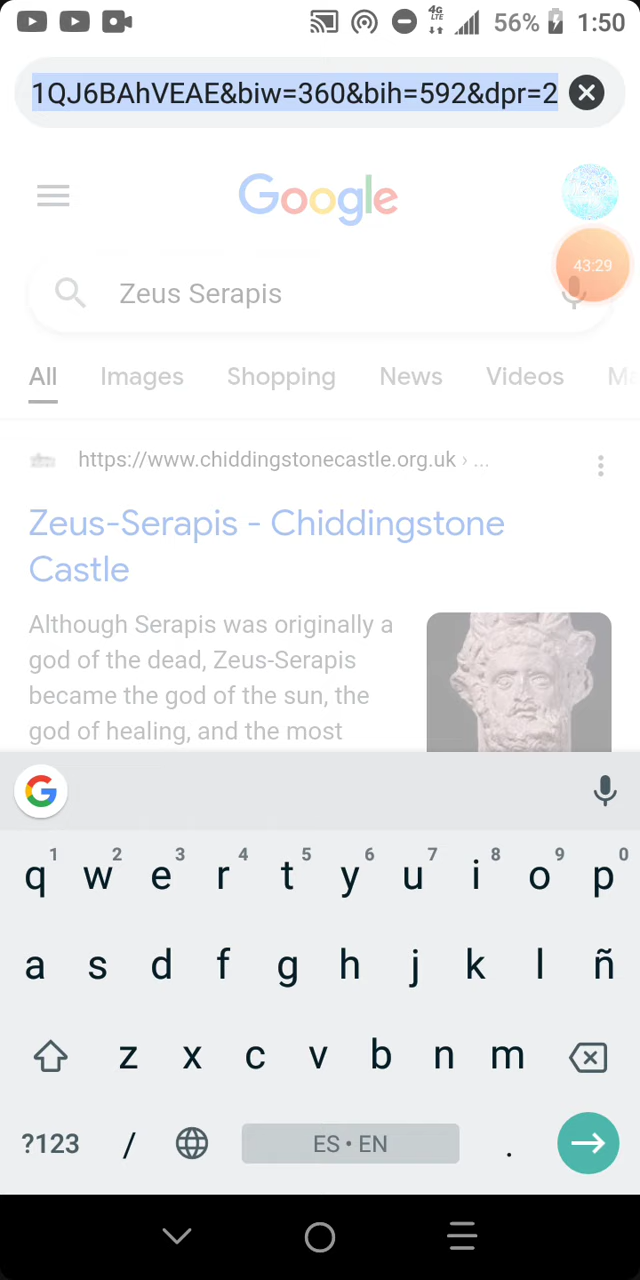 4G
LTE
56%
1:50
1QJ6BAhVEAE&biw=360&bih=592&dpr=2
Google
43:29
Zeus Serapis
All Images Shopping News Videos Ma
https://www.chiddingstonecastle.org.uk › ...
Zeus-Serapis - Chiddingstone
Castle
Although Serapis was originally a
god of the dead, Zeus-Serapis
became the god of the sun, the
god of healing, and the most
G
1 2 3 4 5 6 7 8 9 0
q w e r t y u i o p
a s d f g h j k l ñ
z x c v b n m
?123 / ES • EN .